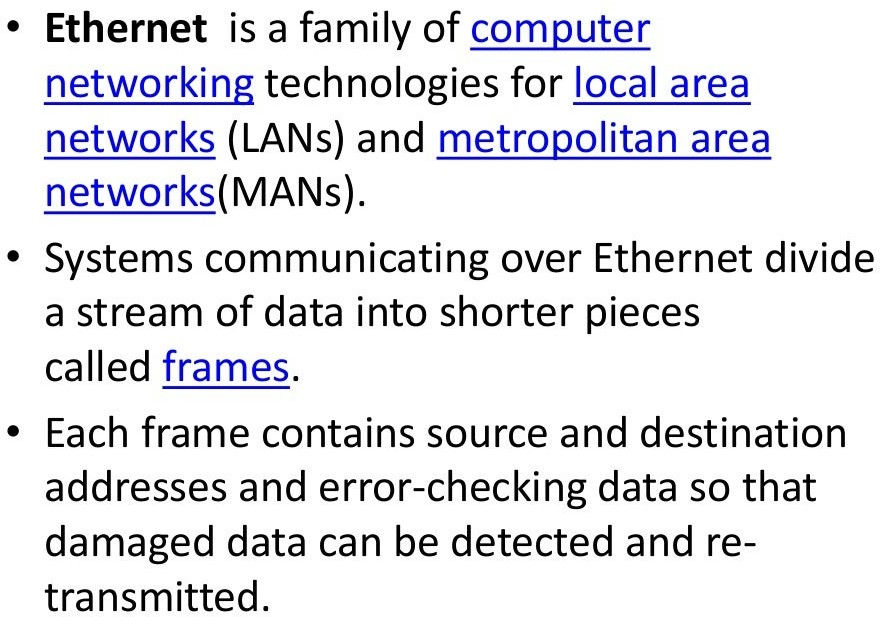 • Ethernet is a family of computer
networking technologies for local area
networks (LANs) and metropolitan area
networks(MANs).
• Systems communicating over Ethernet divide
a stream of data into shorter pieces
called frames.
• Each frame contains source and destination
addresses and error-checking data so that
damaged data can be detected and re-
transmitted.